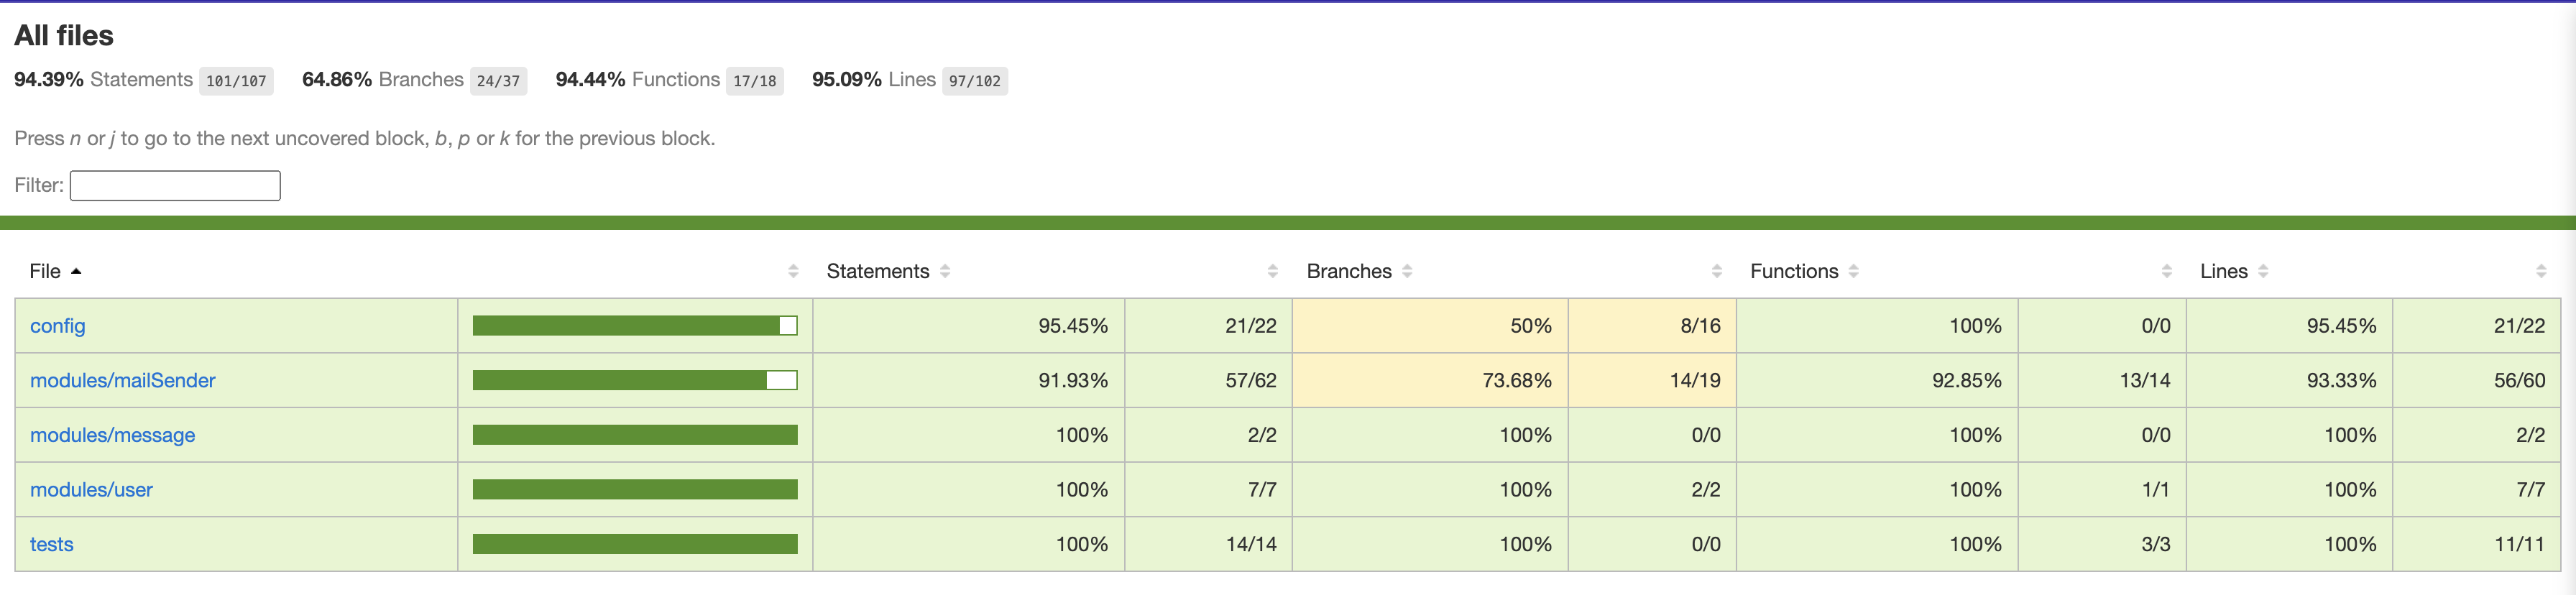 All files
94.39% Statements 101/107 64.86% Branches 24/37 94.44% Functions 17/18 95.09% Lines 97/102
Press n or j to go to the next uncovered block, b, p or k for the previous block.
Filter:
File Statements Branches Functions Lines
config 95.45% 21/22 50% 8/16 100% 0/0 95.45% 21/22
modules/mailSender 91.93% 57/62 73.68% 14/19 92.85% 13/14 93.33% 56/60
modules/message 100% 2/2 100% 0/0 100% 0/0 100% 2/2
modules/user 100% 7/7 100% 2/2 100% 1/1 100% 7/7
tests 100% 14/14 100% 0/0 100% 3/3 100% 11/11